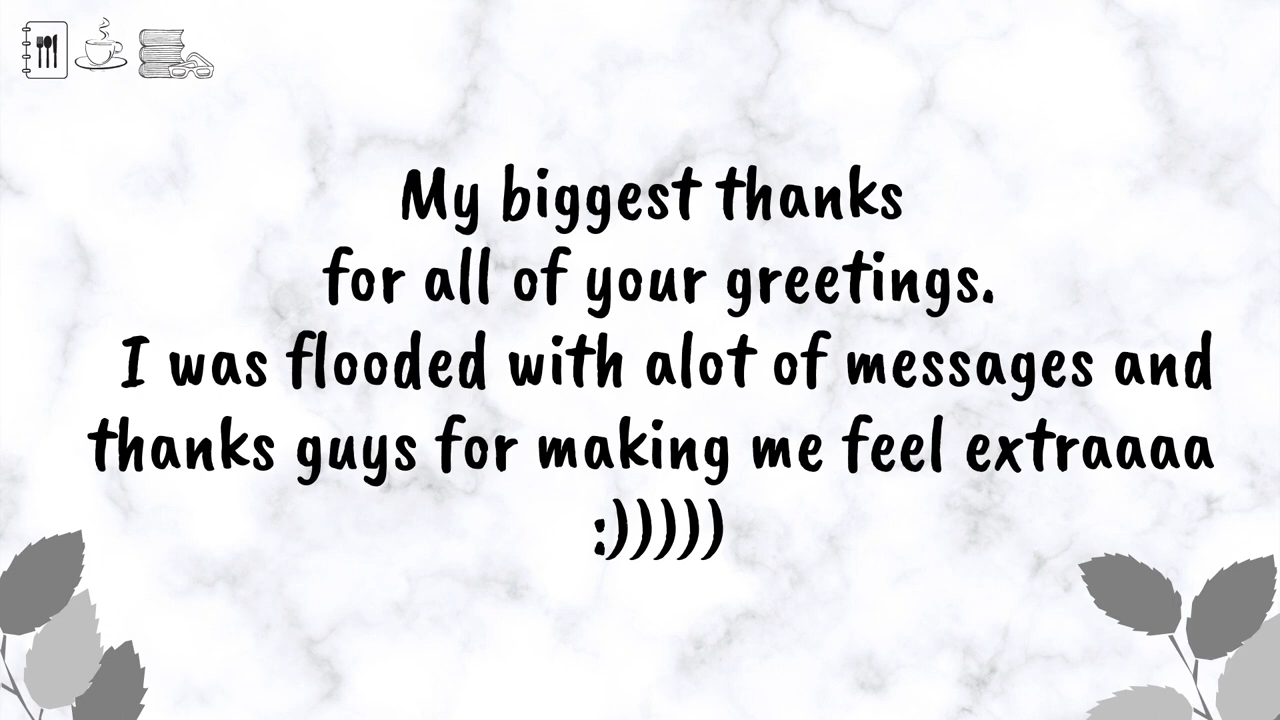 My biggest thanks
for all of your greetings.
I was flooded with alot of messages and
thanks guys for making me feel extraaaa
:)))))